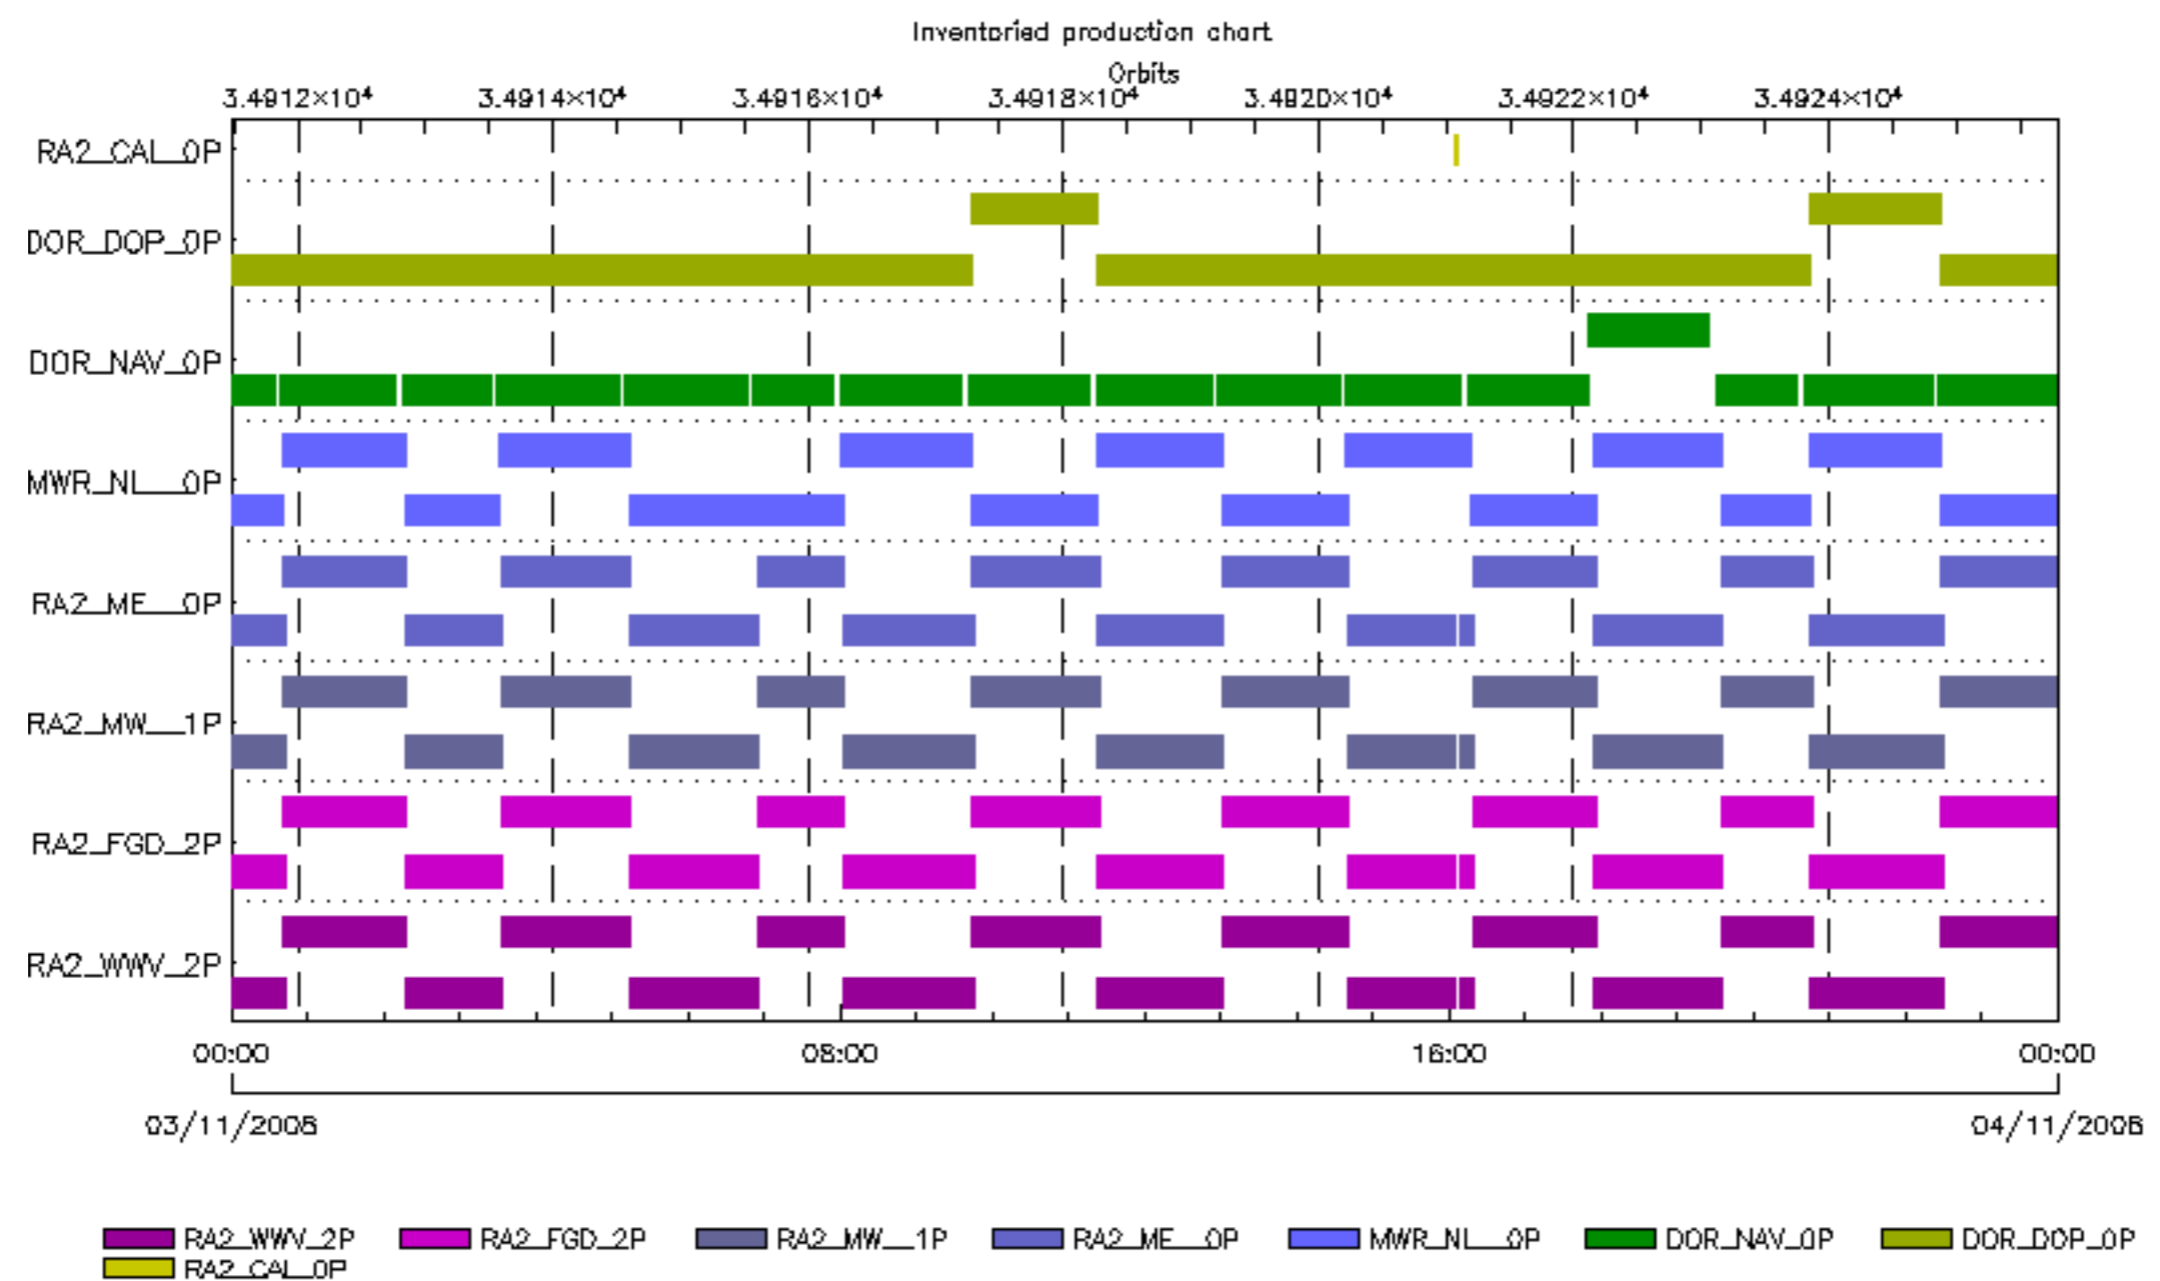 Inventoried production chart
Orbits
3.4912×10⁴ 3.4914×10⁴ 3.4916×10⁴ 3.4918×10⁴ 3.4920×10⁴ 3.4922×10⁴ 3.4924×10⁴
RA2_CAL_0P
DOR_DOP_0P
DOR_NAV_0P
MWR_NL__0P
RA2_ME__0P
RA2_MW__1P
RA2_FGD_2P
RA2_WWV_2P
00:00 08:00 16:00 00:00
03/11/2008 04/11/2008
RA2_WWV_2P RA2_FGD_2P RA2_MW__1P RA2_ME__0P MWR_NL__0P DOR_NAV_0P DOR_DOP_0P
RA2_CAL_0P